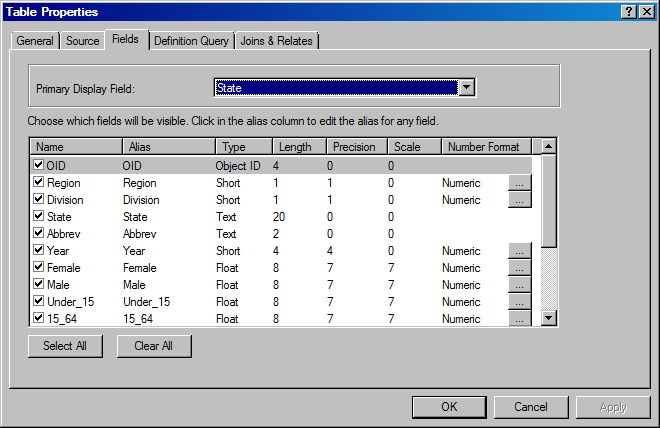 Table Properties
General Source Fields Definition Query Joins & Relates
Primary Display Field: State
Choose which fields will be visible. Click in the alias column to edit the alias for any field.
Name Alias Type Length Precision Scale Number Format
OID OID Object ID 4 0 0
Region Region Short 1 1 0 Numeric ...
Division Division Short 1 1 0 Numeric ...
State State Text 20 0 0
Abbrev Abbrev Text 2 0 0
Year Year Short 4 4 0 Numeric ...
Female Female Float 8 7 7 Numeric ...
Male Male Float 8 7 7 Numeric ...
Under_15 Under_15 Float 8 7 7 Numeric ...
15_64 15_64 Float 8 7 7 Numeric ...
Select All Clear All
OK Cancel Apply